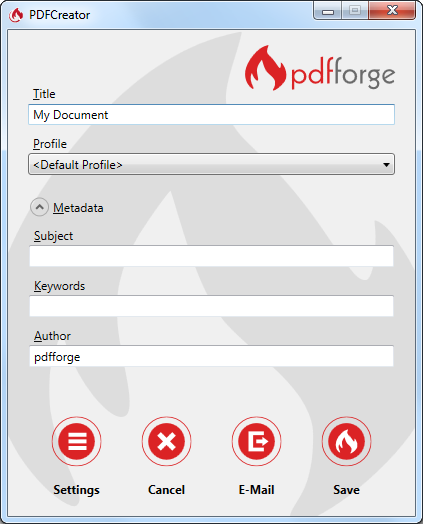 PDFCreator
pdfforge
Title
My Document
Profile
<Default Profile>
Metadata
Subject
Keywords
Author
pdfforge
Settings Cancel E-Mail Save